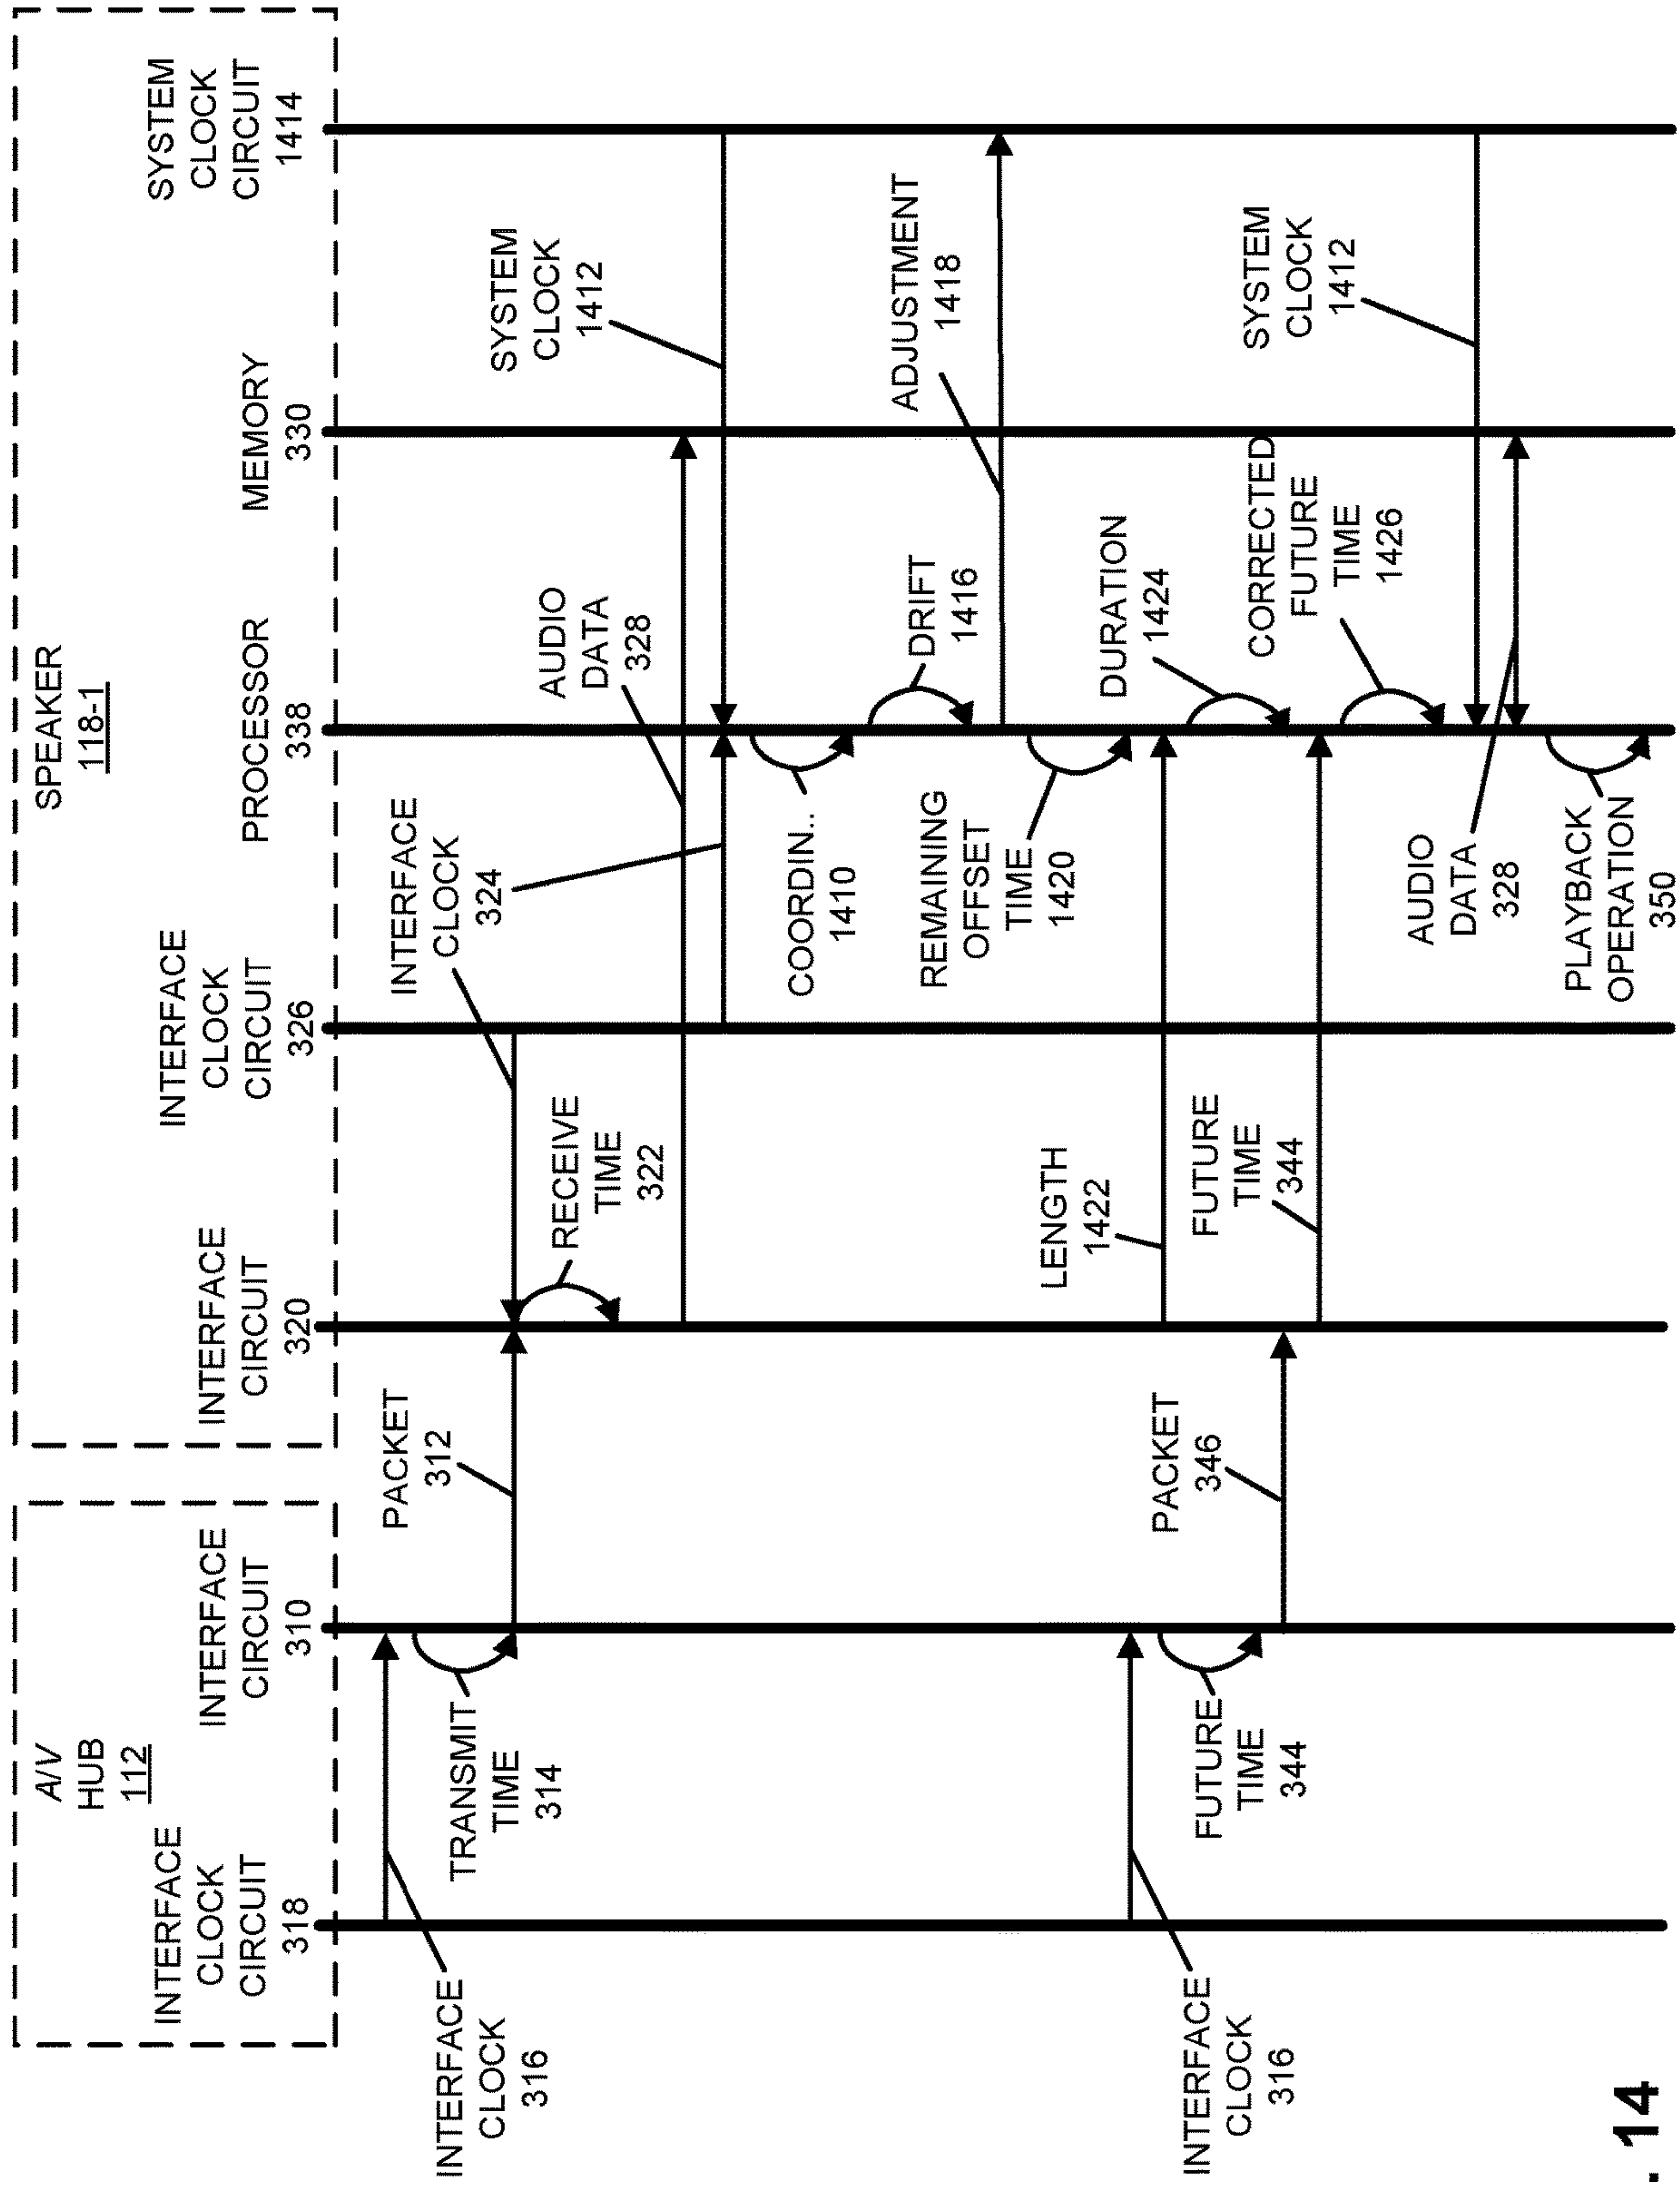 A/V
HUB
112
INTERFACE
CLOCK
CIRCUIT
318
INTERFACE
CIRCUIT
310
SPEAKER
118-1
INTERFACE
CIRCUIT
320
INTERFACE
CLOCK
CIRCUIT
326
PROCESSOR
338
MEMORY
330
SYSTEM
CLOCK
CIRCUIT
1414
INTERFACE
CLOCK
316
TRANSMIT
TIME
314
PACKET
312
INTERFACE
CLOCK
324
RECEIVE
TIME
322
AUDIO
DATA
328
SYSTEM
CLOCK
1412
COORDIN..
1410
DRIFT
1416
ADJUSTMENT
1418
REMAINING
OFFSET
TIME
1420
LENGTH
1422
DURATION
1424
INTERFACE
CLOCK
316
FUTURE
TIME
344
PACKET
346
FUTURE
TIME
344
CORRECTED
FUTURE
TIME
1426
SYSTEM
CLOCK
1412
AUDIO
DATA
328
PLAYBACK
OPERATION
350
. 14